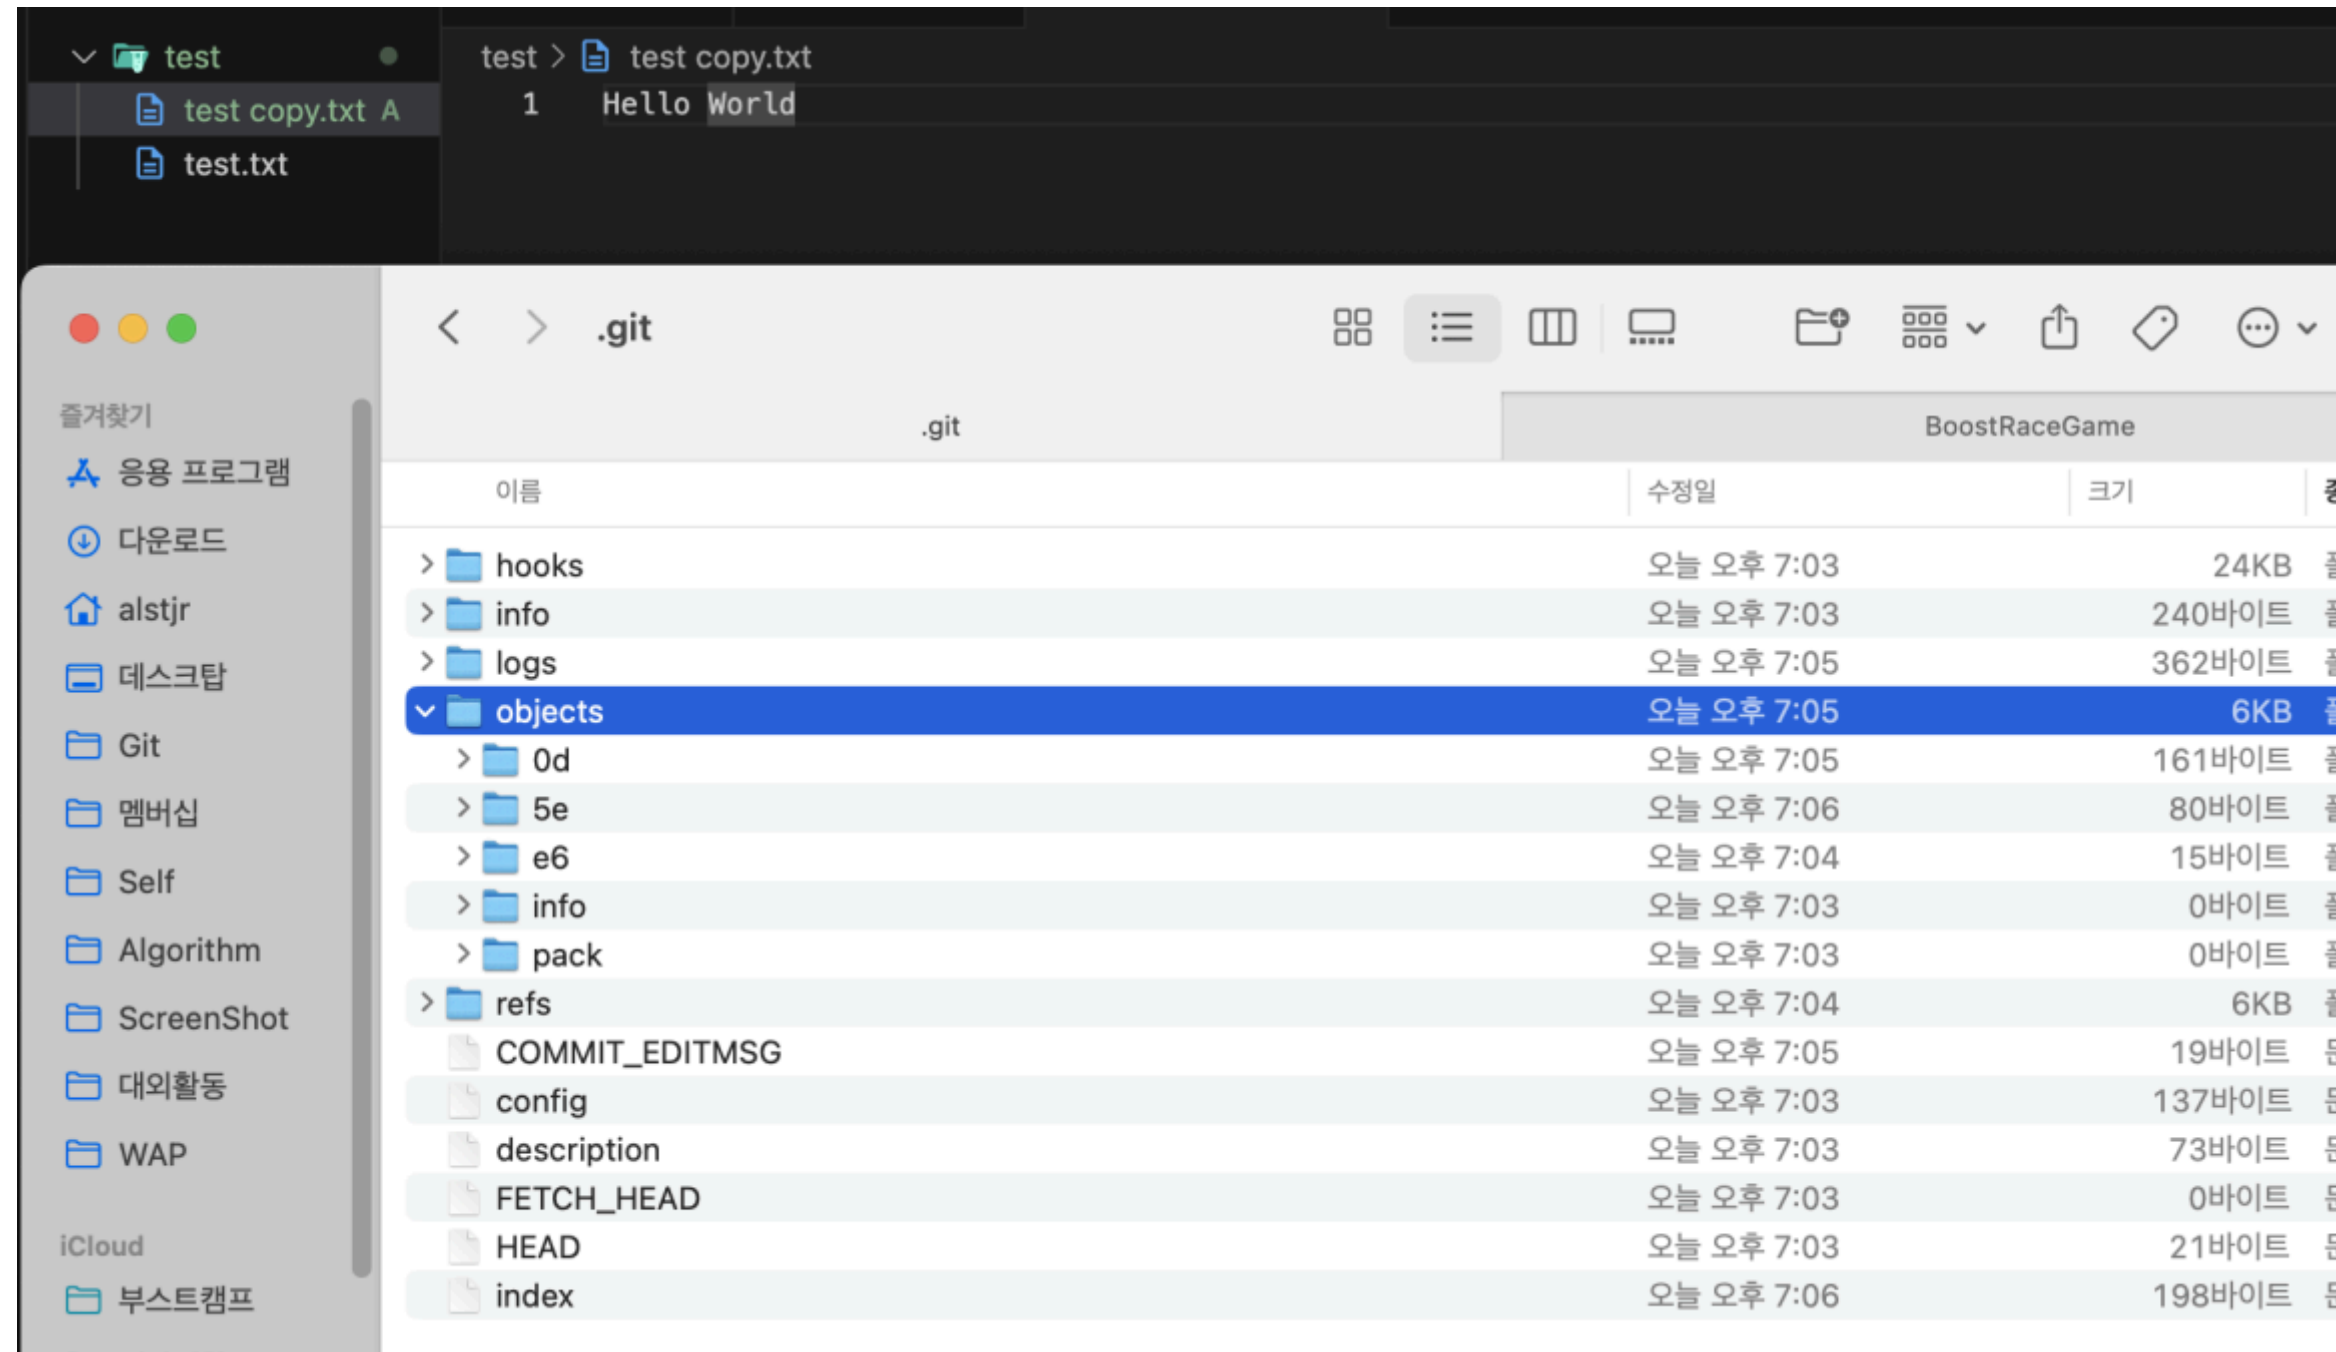 test
test copy.txt A
test.txt
test > test copy.txt
1 Hello World
.git
.git
BoostRaceGame
즐겨찾기
응용 프로그램
다운로드
alstjr
데스크탑
Git
멤버십
Self
Algorithm
ScreenShot
대외활동
WAP
iCloud
부스트캠프
이름 수정일 크기
hooks 오늘 오후 7:03 24KB
info 오늘 오후 7:03 240바이트
logs 오늘 오후 7:05 362바이트
objects 오늘 오후 7:05 6KB
0d 오늘 오후 7:05 161바이트
5e 오늘 오후 7:06 80바이트
e6 오늘 오후 7:04 15바이트
info 오늘 오후 7:03 0바이트
pack 오늘 오후 7:03 0바이트
refs 오늘 오후 7:04 6KB
COMMIT_EDITMSG 오늘 오후 7:05 19바이트
config 오늘 오후 7:03 137바이트
description 오늘 오후 7:03 73바이트
FETCH_HEAD 오늘 오후 7:03 0바이트
HEAD 오늘 오후 7:03 21바이트
index 오늘 오후 7:06 198바이트